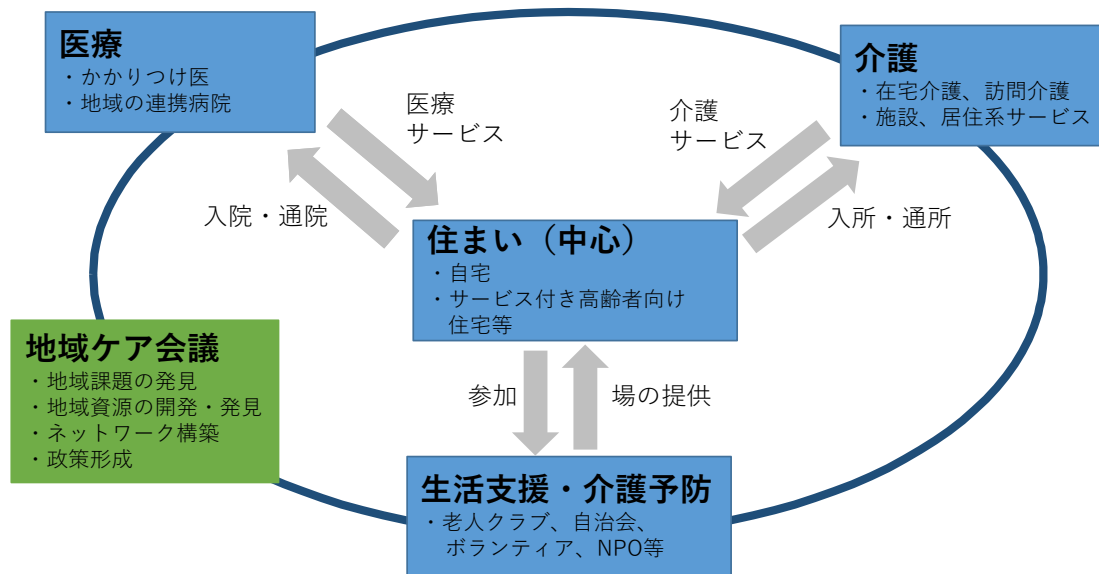 医療
・かかりつけ医
・地域の連携病院
介護
・在宅介護、訪問介護
・施設、居住系サービス
医療
サービス
介護
サービス
入院・通院
入所・通所
住まい（中心）
・自宅
・サービス付き高齢者向け
住宅等
地域ケア会議
・地域課題の発見
・地域資源の開発・発見
・ネットワーク構築
・政策形成
参加
場の提供
生活支援・介護予防
・老人クラブ、自治会、
ボランティア、NPO等